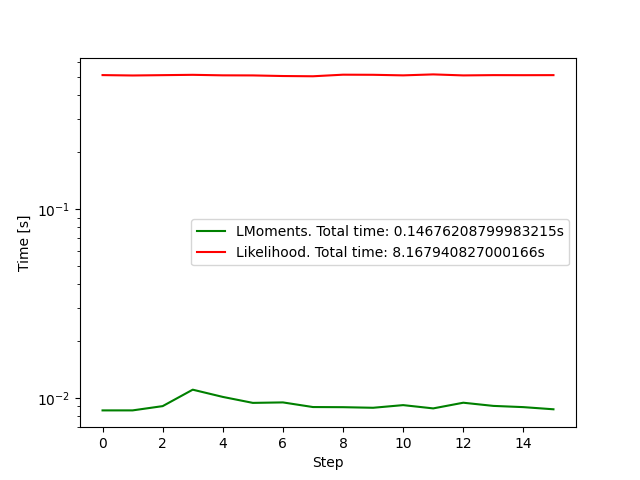 Time [s]
10⁻¹
10⁻²
LMoments. Total time: 0.14676208799983215s
Likelihood. Total time: 8.167940827000166s
0 2 4 6 8 10 12 14
Step